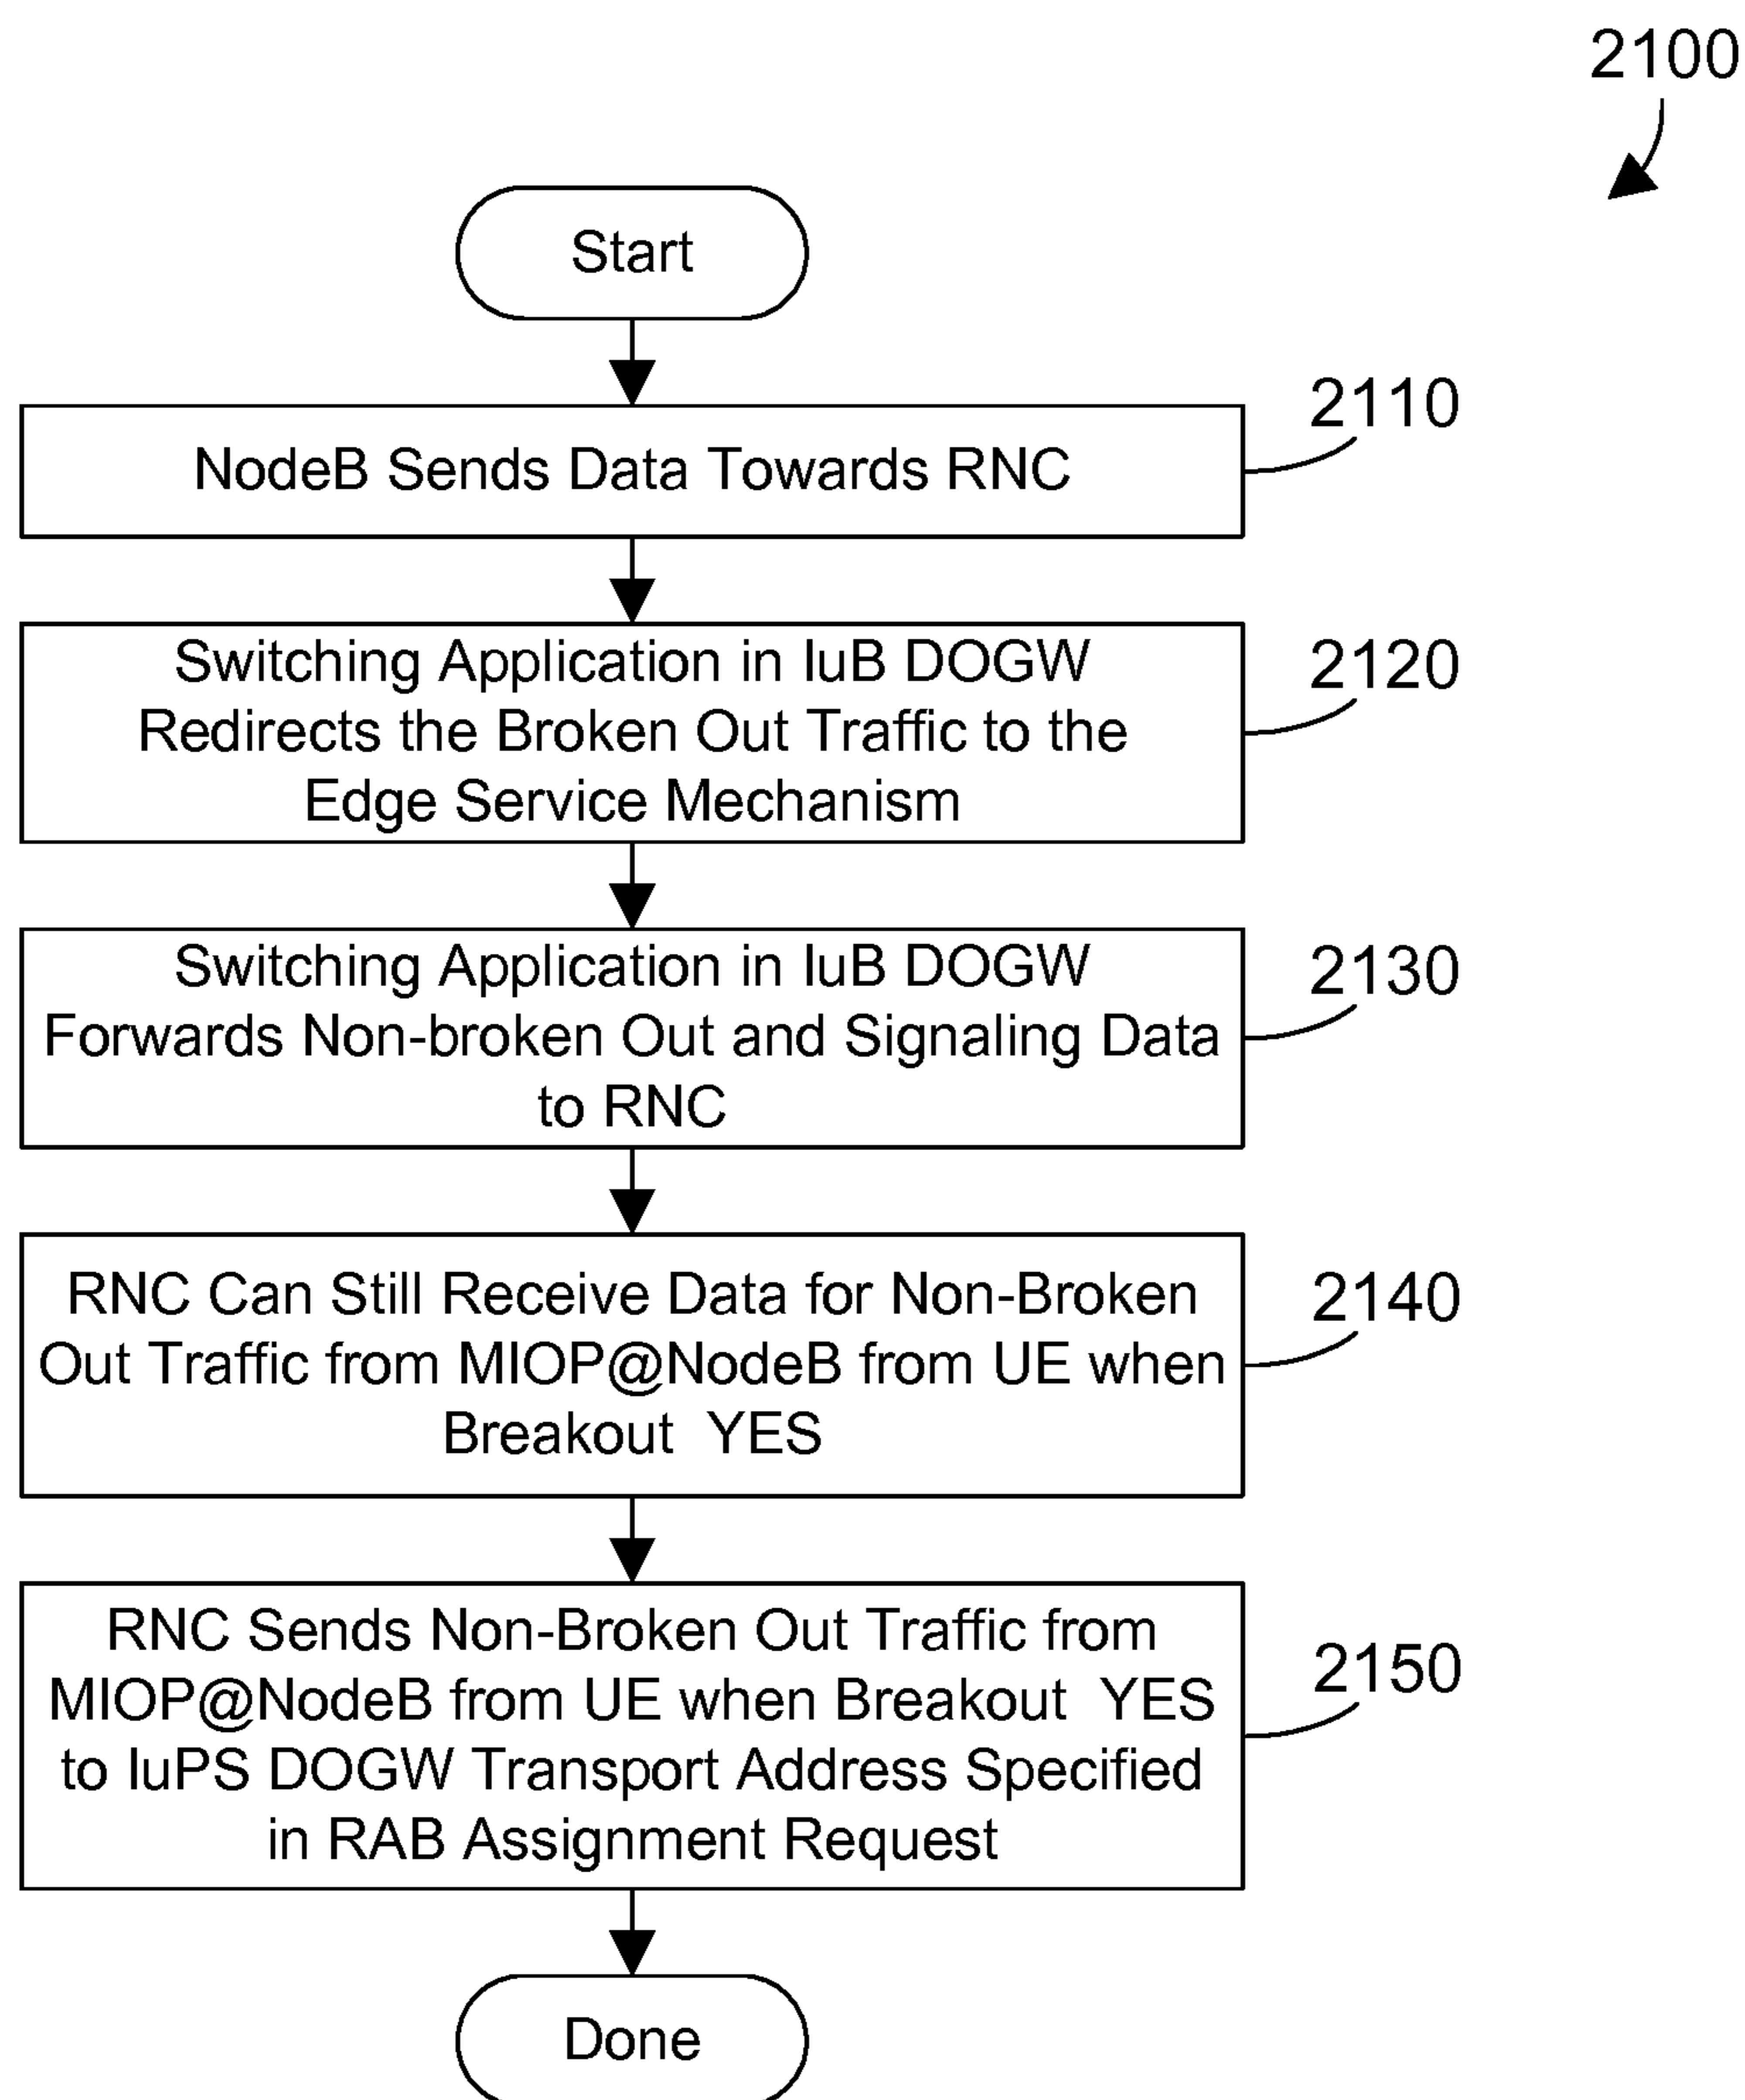 2100
Start
NodeB Sends Data Towards RNC
2110
Switching Application in IuB DOGW
Redirects the Broken Out Traffic to the
Edge Service Mechanism
2120
Switching Application in IuB DOGW
Forwards Non-broken Out and Signaling Data
to RNC
2130
RNC Can Still Receive Data for Non-Broken
Out Traffic from MIOP@NodeB from UE when
Breakout  YES
2140
RNC Sends Non-Broken Out Traffic from
MIOP@NodeB from UE when Breakout  YES
to IuPS DOGW Transport Address Specified
in RAB Assignment Request
2150
Done